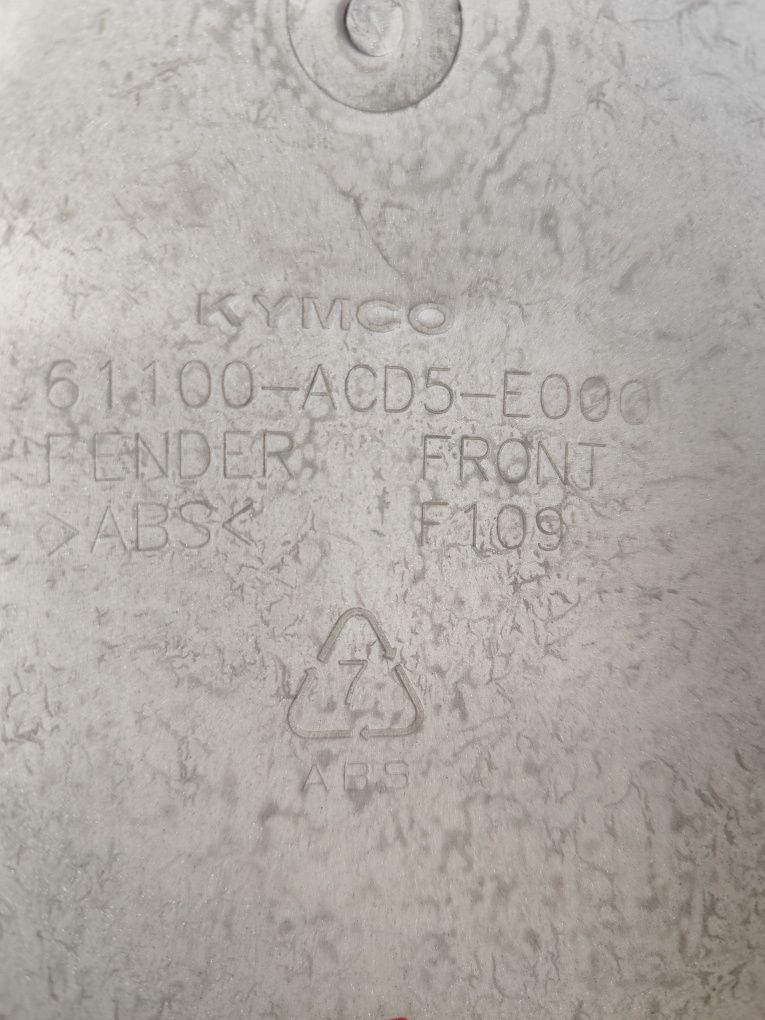 KYMCO
61100-ACD5-E000
FENDER FRONT
>ABS< F109
7
ABS